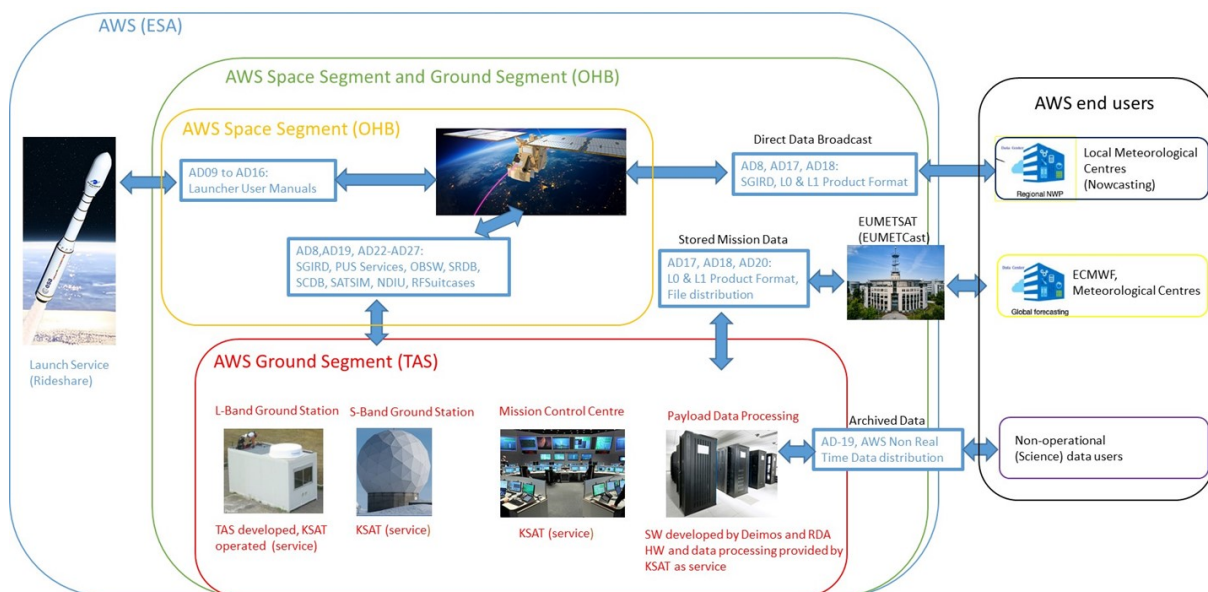 AWS (ESA)
AWS Space Segment and Ground Segment (OHB)
AWS Space Segment (OHB)
AD09 to AD16:
Launcher User Manuals
AD8,AD19, AD22-AD27:
SGIRD, PUS Services, OBSW, SRDB,
SCDB, SATSIM, NDIU, RFSuitcases
esa
Launch Service
(Rideshare)
Direct Data Broadcast
AD8, AD17, AD18:
SGIRD, L0 & L1 Product Format
Stored Mission Data
AD17, AD18, AD20:
L0 & L1 Product Format,
File distribution
EUMETSAT
(EUMETCast)
AWS end users
Data Center
Regional NWP
Local Meteorological
Centres
(Nowcasting)
Data Center
Global forecasting
ECMWF,
Meteorological Centres
Non-operational
(Science) data users
AWS Ground Segment (TAS)
L-Band Ground Station
TAS developed, KSAT
operated (service)
S-Band Ground Station
KSAT (service)
Mission Control Centre
KSAT (service)
Payload Data Processing
SW developed by Deimos and RDA
HW and data processing provided by
KSAT as service
Archived Data
AD-19, AWS Non Real
Time Data distribution